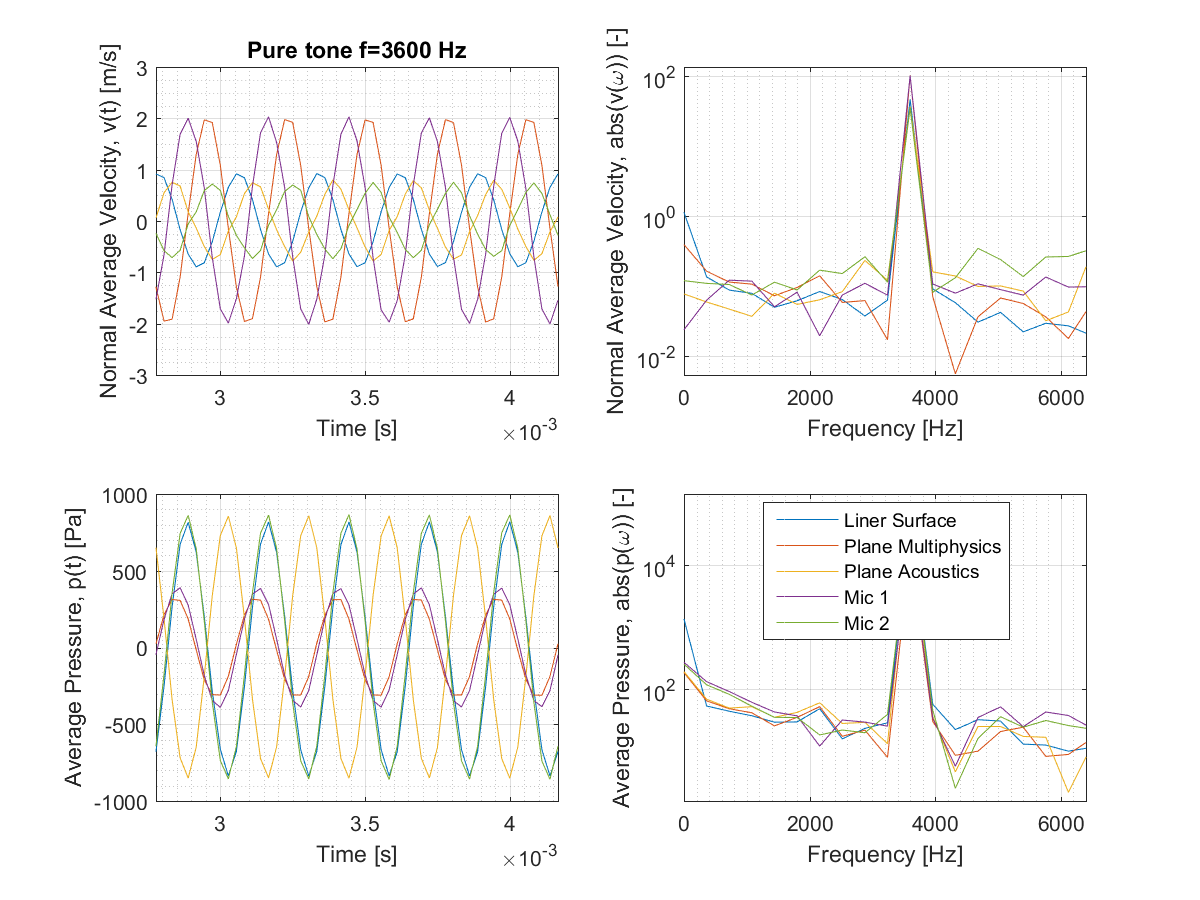 Pure tone f=3600 Hz
Normal Average Velocity, v(t) [m/s]
3
2
1
0
-1
-2
-3
3
3.5
4
Time [s]
×10-3
Normal Average Velocity, abs(v(ω)) [-]
102
100
10-2
0
2000
4000
6000
Frequency [Hz]
Average Pressure, p(t) [Pa]
1000
500
0
-500
-1000
3
3.5
4
Time [s]
×10-3
Average Pressure, abs(p(ω)) [-]
104
102
0
2000
4000
6000
Frequency [Hz]
Liner Surface
Plane Multiphysics
Plane Acoustics
Mic 1
Mic 2